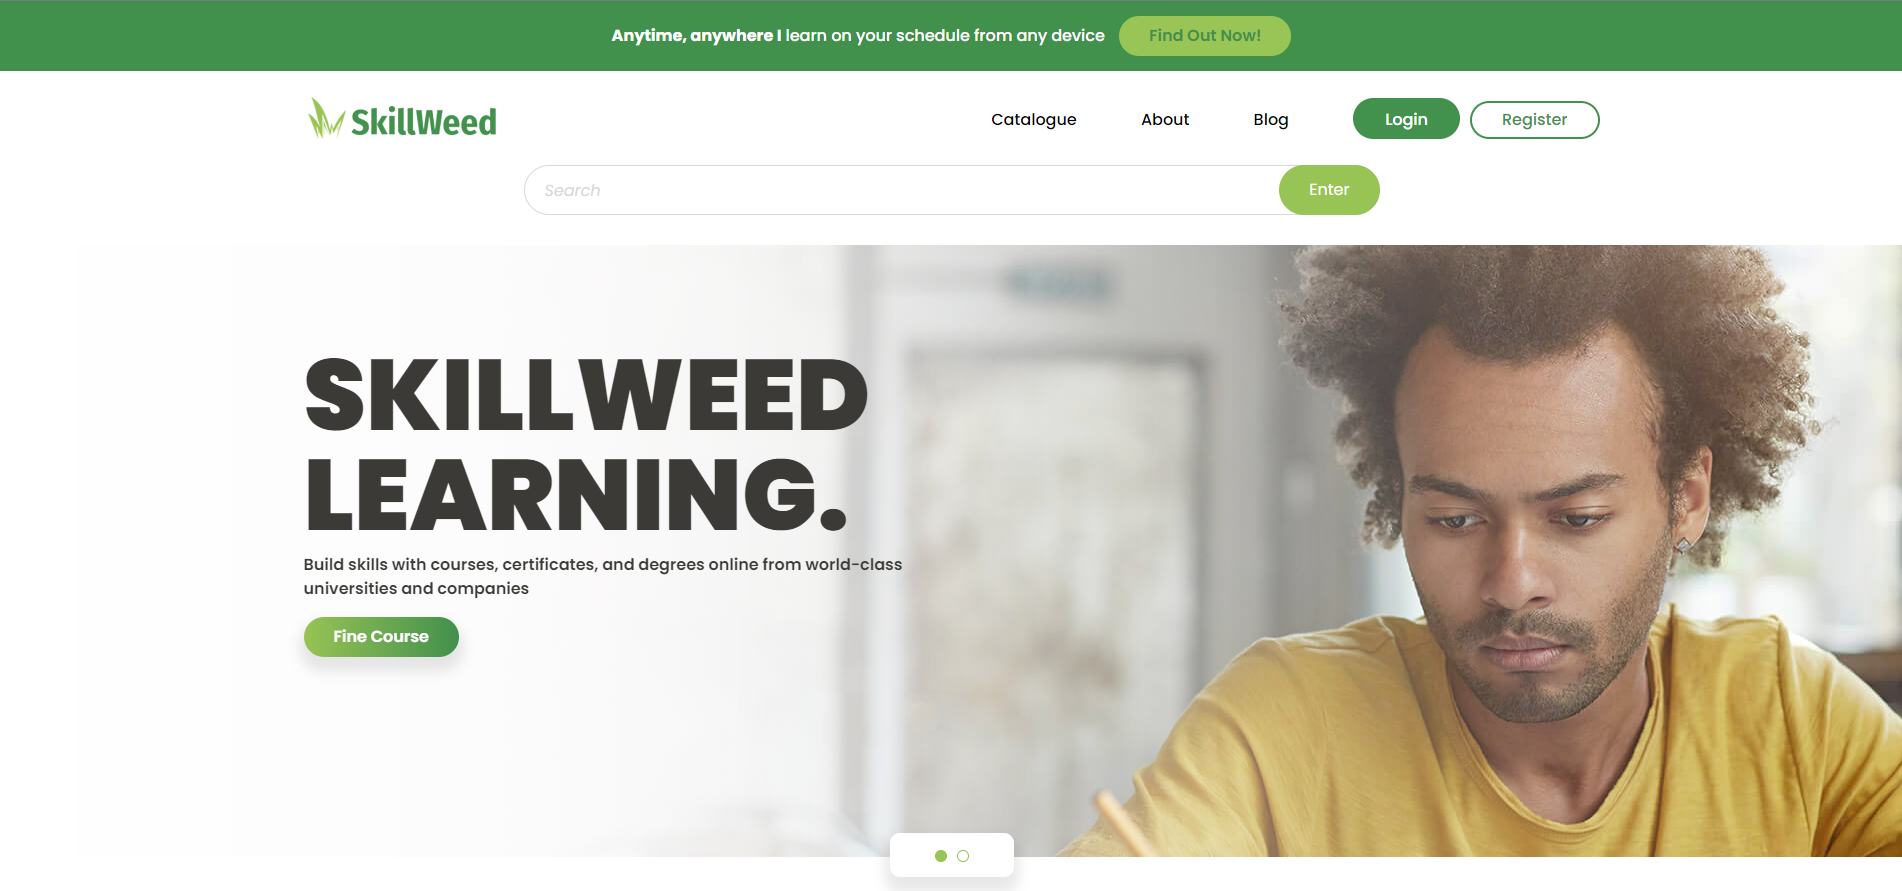 Anytime, anywhere I learn on your schedule from any device
Find Out Now!
SkillWeed
Catalogue
About
Blog
Login
Register
Search
Enter
SKILLWEED
LEARNING.
Build skills with courses, certificates, and degrees online from world-class
universities and companies
Fine Course